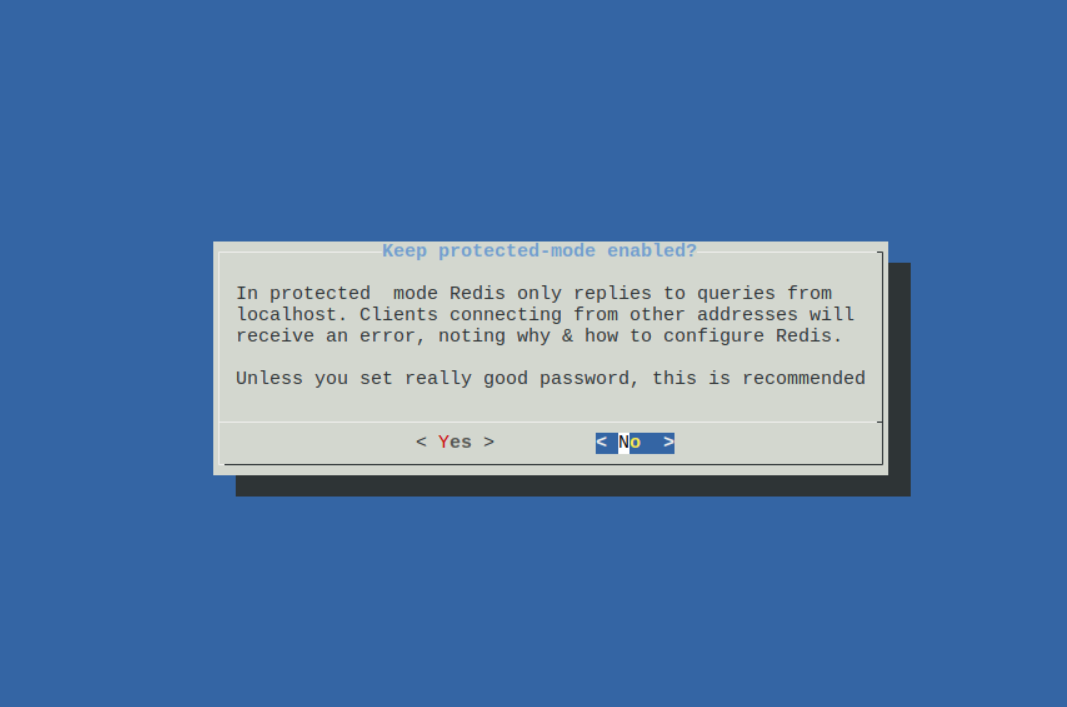 Keep protected-mode enabled?
In protected  mode Redis only replies to queries from
localhost. Clients connecting from other addresses will
receive an error, noting why & how to configure Redis.
Unless you set really good password, this is recommended
< Yes > < No  >